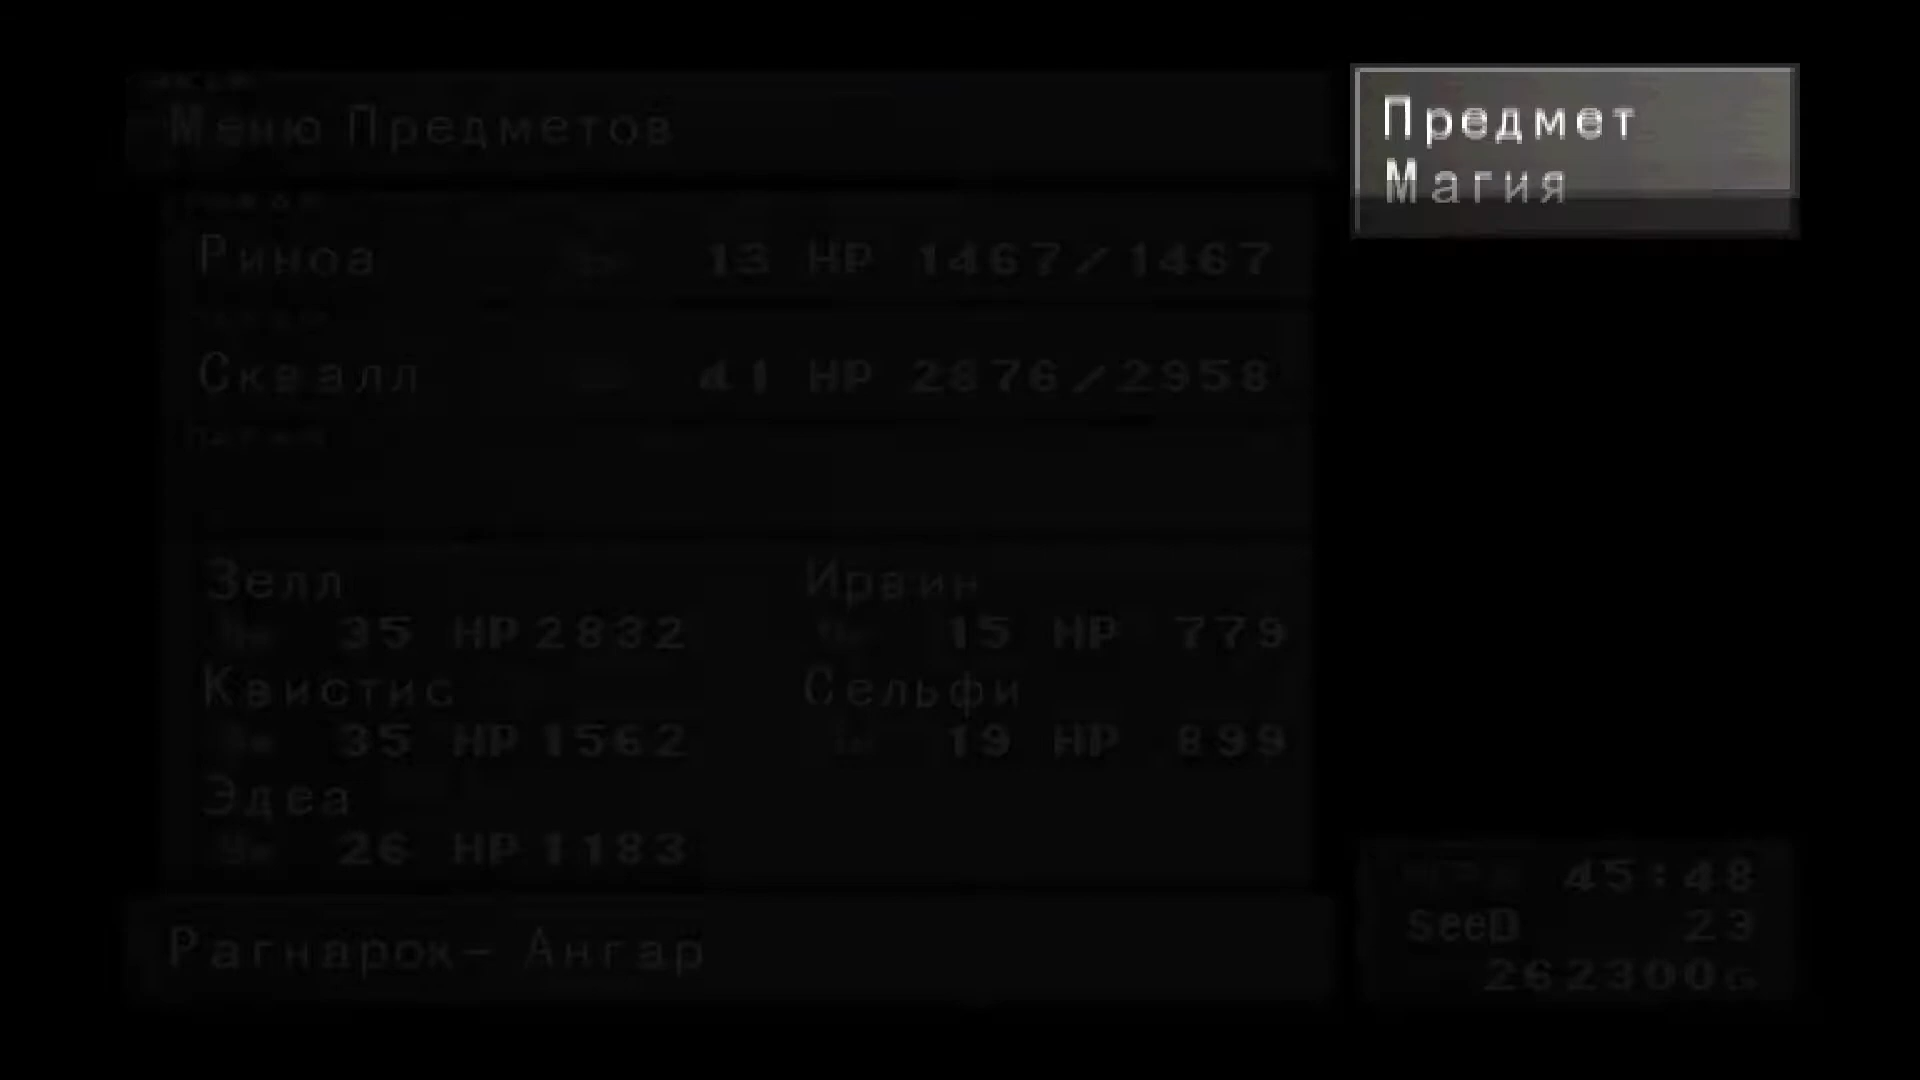 Меню Предметов
Предмет
Магия
Риноа 13 HP 1467/1467
Сквалл 41 HP 2876/2958
Зелл
35 HP 2832
Ирвин
15 HP 779
Квистис
35 HP 1562
Сельфи
19 HP 899
Эдеа
26 HP 1183
Рагнарок- Ангар
45:48
SeeD 23
262300G